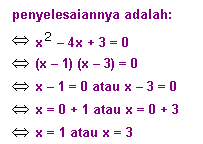 penyelesaiannya adalah:
⇔ x² – 4x + 3 = 0
⇔ (x – 1) (x – 3) = 0
⇔ x – 1 = 0 atau x – 3 = 0
⇔ x = 0 + 1 atau x = 0 + 3
⇔ x = 1 atau x = 3